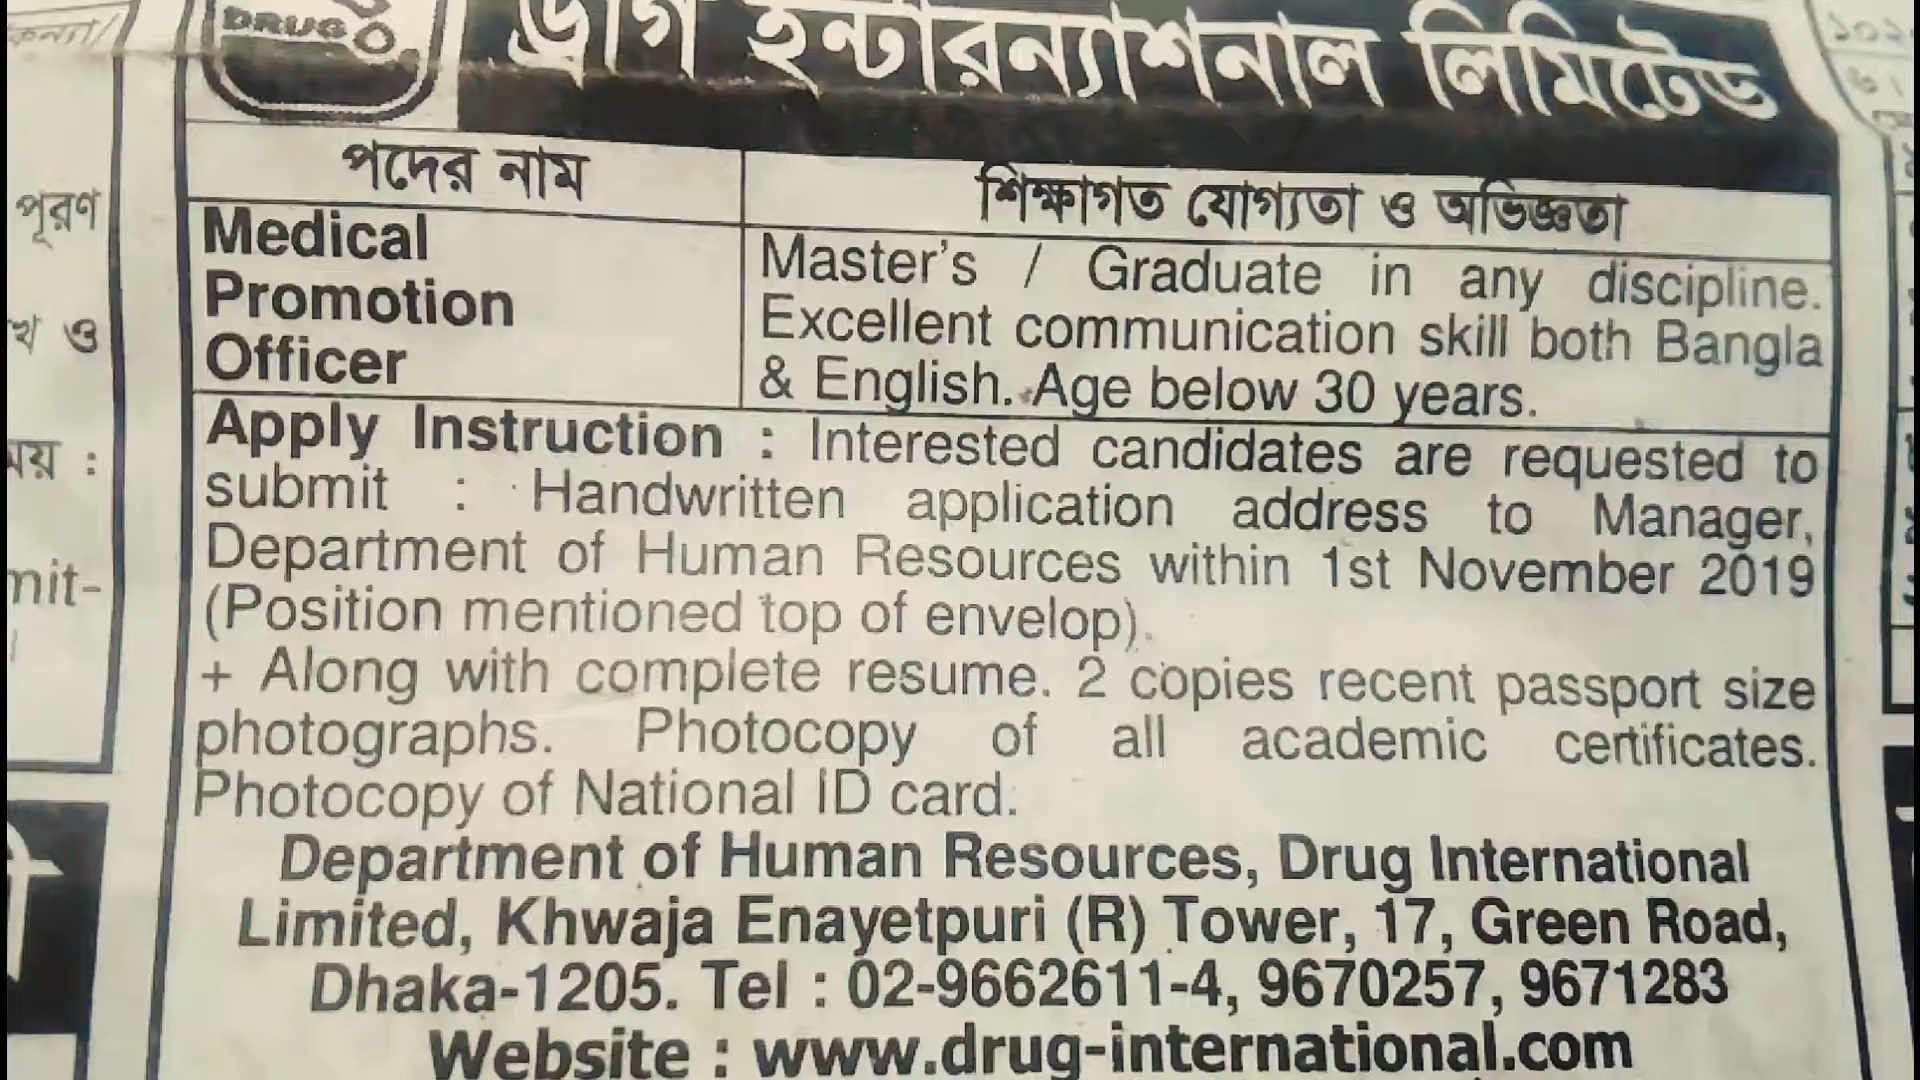 DRUG
ড্রাগ ইন্টারন্যাশনাল লিমিটেড
পদের নাম
শিক্ষাগত যোগ্যতা ও অভিজ্ঞতা
Medical
Promotion
Officer
Master's / Graduate in any discipline.
Excellent communication skill both Bangla
& English. Age below 30 years.
Apply Instruction : Interested candidates are requested to
submit : Handwritten application address to Manager,
Department of Human Resources within 1st November 2019
(Position mentioned top of envelop).
+ Along with complete resume. 2 copies recent passport size
photographs. Photocopy of all academic certificates.
Photocopy of National ID card.
Department of Human Resources, Drug International
Limited, Khwaja Enayetpuri (R) Tower, 17, Green Road,
Dhaka-1205. Tel : 02-9662611-4, 9670257, 9671283
Website : www.drug-international.com
পূরণ
ও
mit-